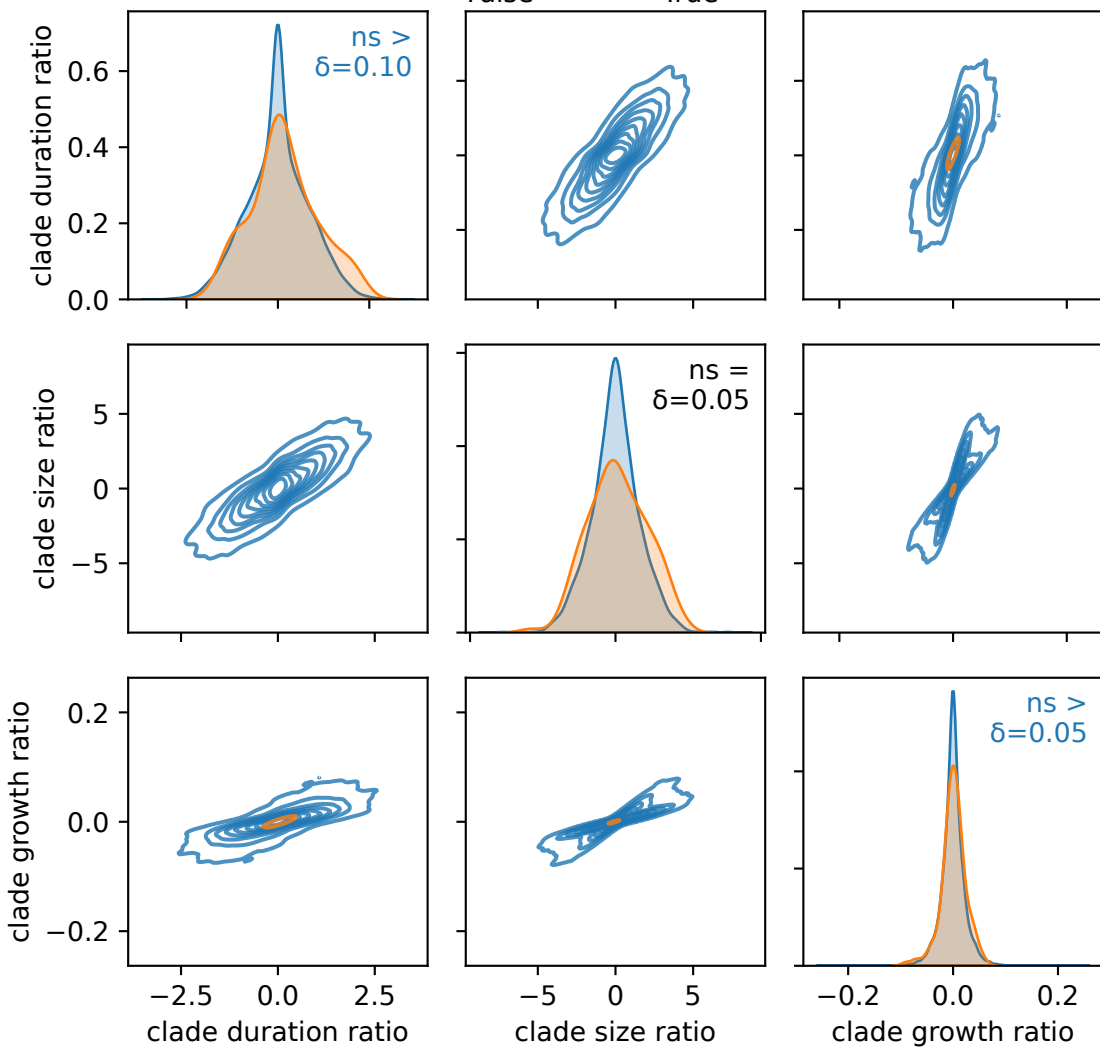 clade duration ratio
0.6
0.4
0.2
0.0
ns >
δ=0.10
clade size ratio
5
0
−5
ns =
δ=0.05
clade growth ratio
0.2
0.0
−0.2
ns >
δ=0.05
−2.5 0.0 2.5
−5 0 5
−0.2 0.0 0.2
clade duration ratio
clade size ratio
clade growth ratio